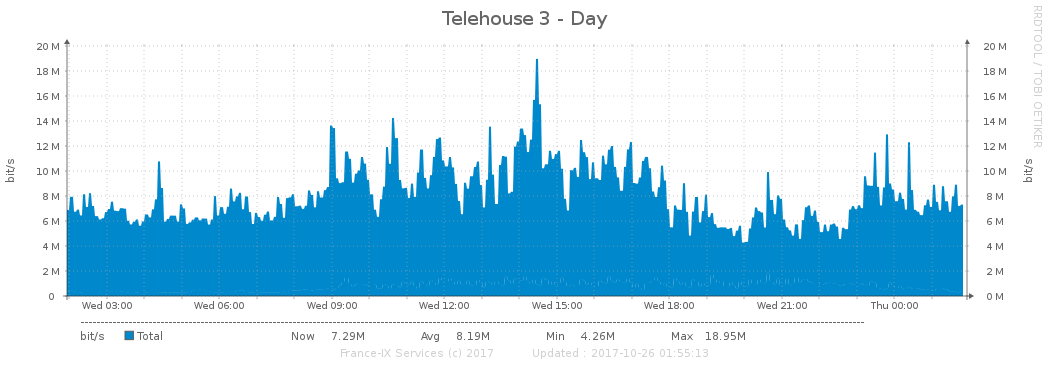 Telehouse 3 - Day
RRDTOOL / TOBI OETIKER
bit/s
20 M 20 M
18 M 18 M
16 M 16 M
14 M 14 M
12 M 12 M
10 M 10 M
8 M 8 M
6 M 6 M
4 M 4 M
2 M 2 M
0 0 M
bit/s
Wed 03:00 Wed 06:00 Wed 09:00 Wed 12:00 Wed 15:00 Wed 18:00 Wed 21:00 Thu 00:00
bit/s Total Now 7.29M Avg 8.19M Min 4.26M Max 18.95M
France-IX Services (c) 2017 Updated : 2017-10-26 01:55:13